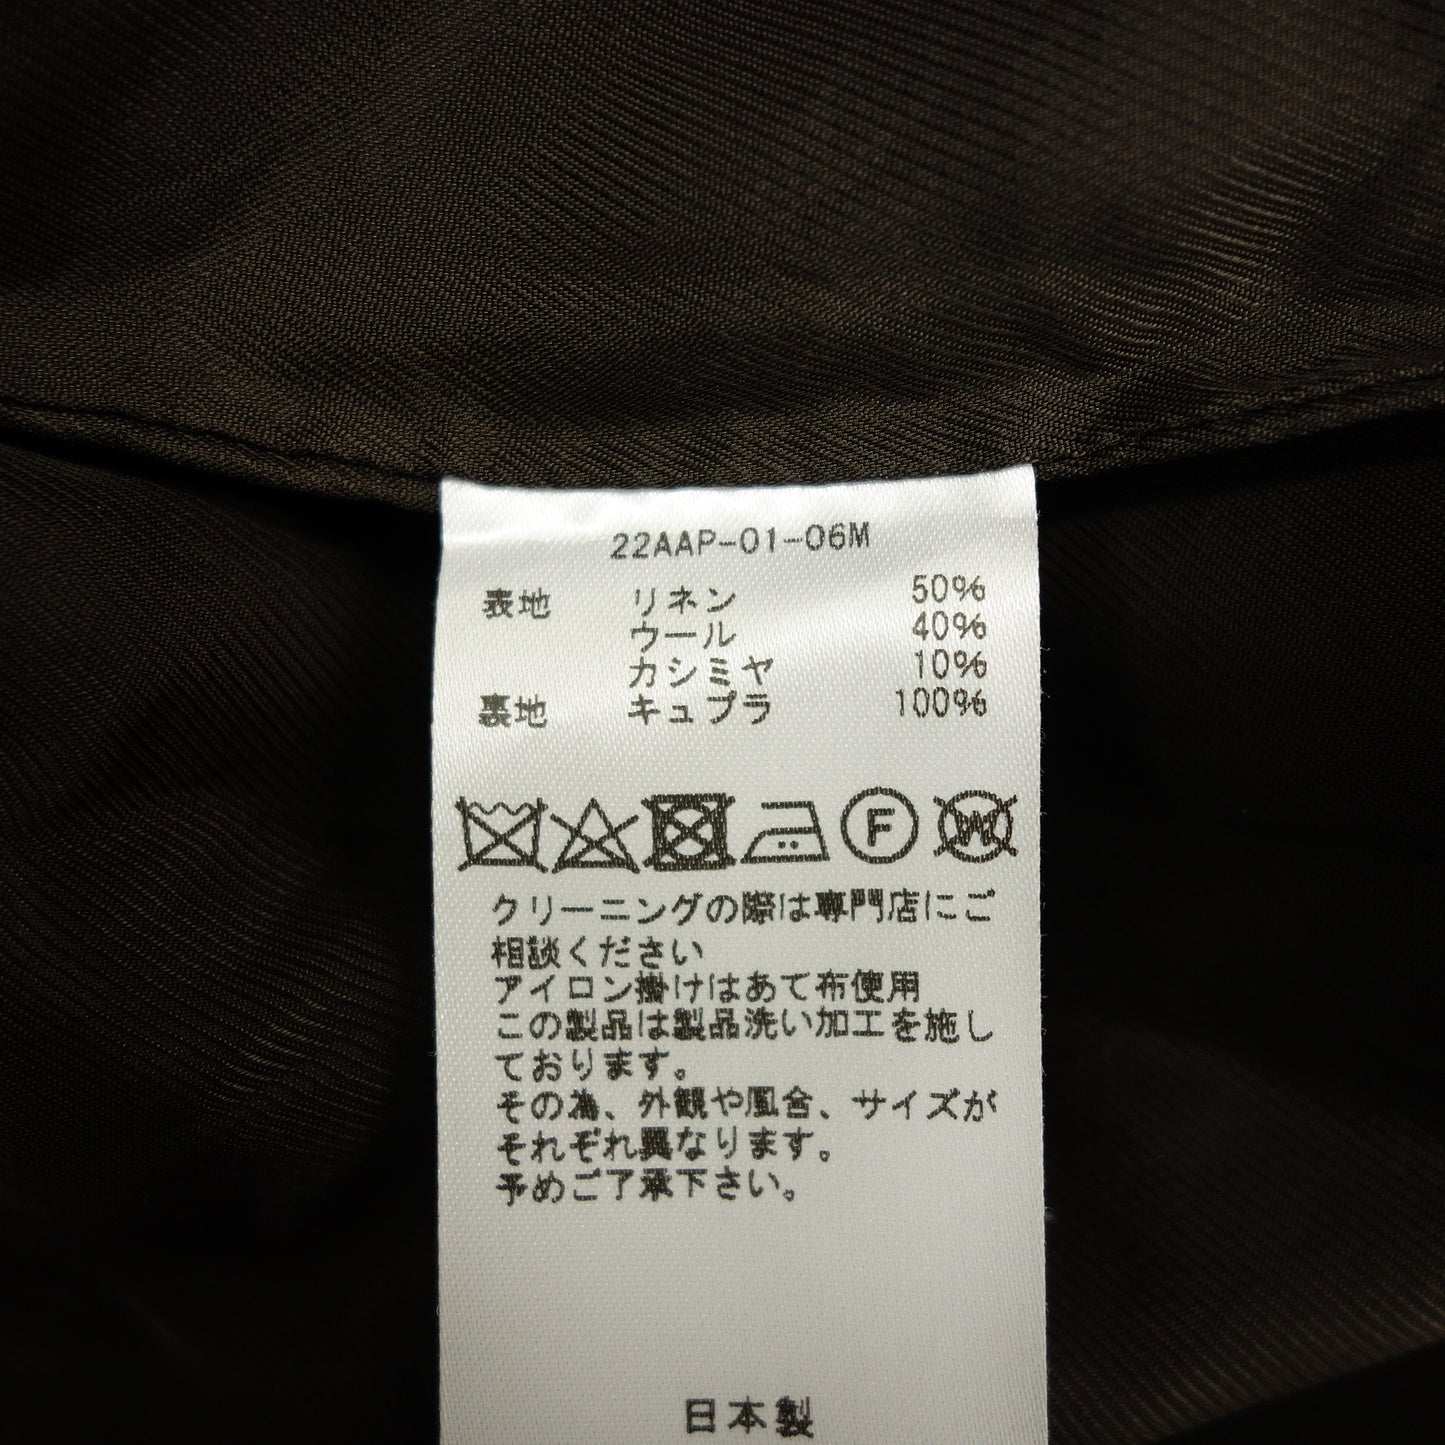 22AAP-01-06M
表地 リネン 50%
ウール 40%
カシミヤ 10%
裏地 キュプラ 100%
F W
クリーニングの際は専門店にご
相談ください
アイロン掛けはあて布使用
この製品は製品洗い加工を施し
ております。
その為、外観や風合、サイズが
それぞれ異なります。
予めご了承下さい。
日本製